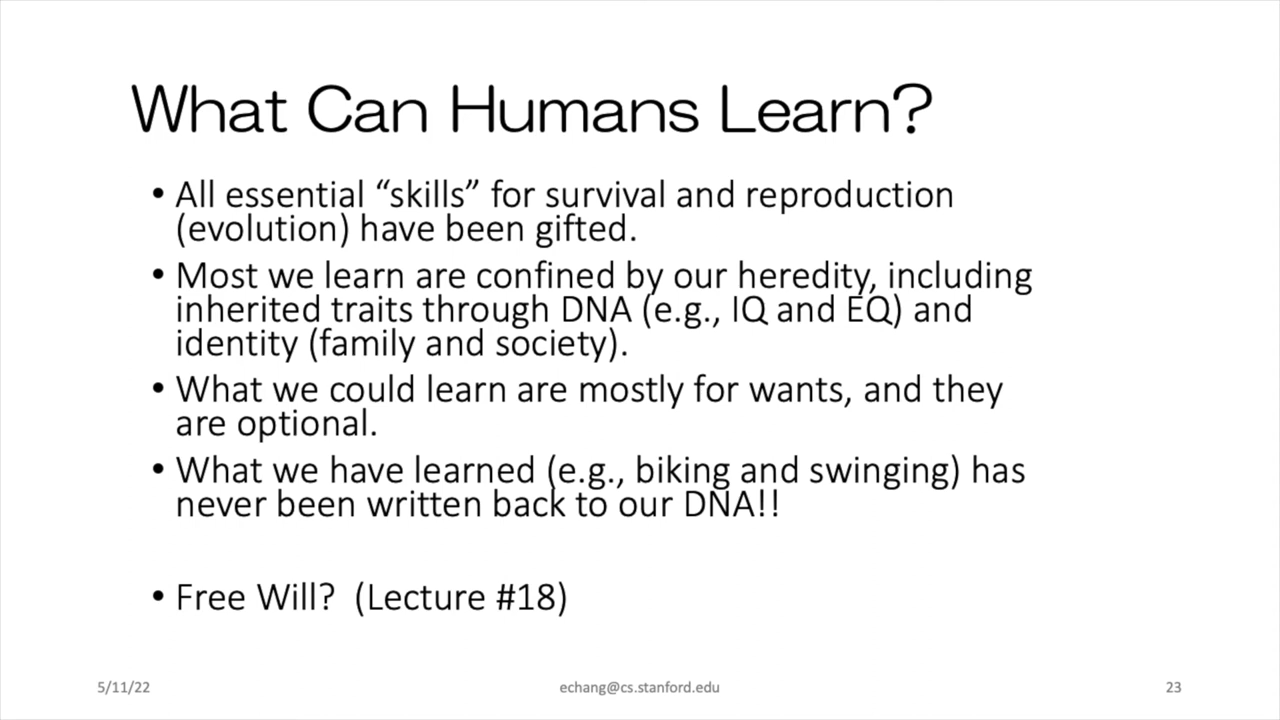 What Can Humans Learn?
• All essential “skills” for survival and reproduction
(evolution) have been gifted.
• Most we learn are confined by our heredity, including
inherited traits through DNA (e.g., IQ and EQ) and
identity (family and society).
• What we could learn are mostly for wants, and they
are optional.
• What we have learned (e.g., biking and swinging) has
never been written back to our DNA!!
• Free Will?  (Lecture #18)
5/11/22
echang@cs.stanford.edu
23